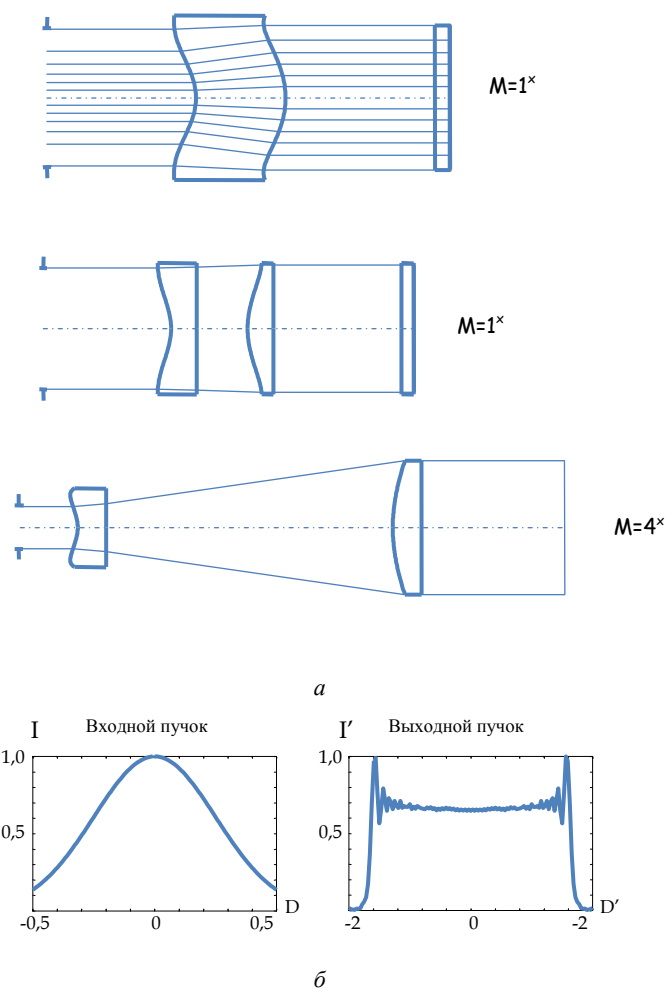 M=1ˣ
M=1ˣ
M=4ˣ
а
I Входной пучок I′ Выходной пучок
1,0 1,0
0,5 0,5
D D′
-0,5 0 0,5 -2 0 -2
б